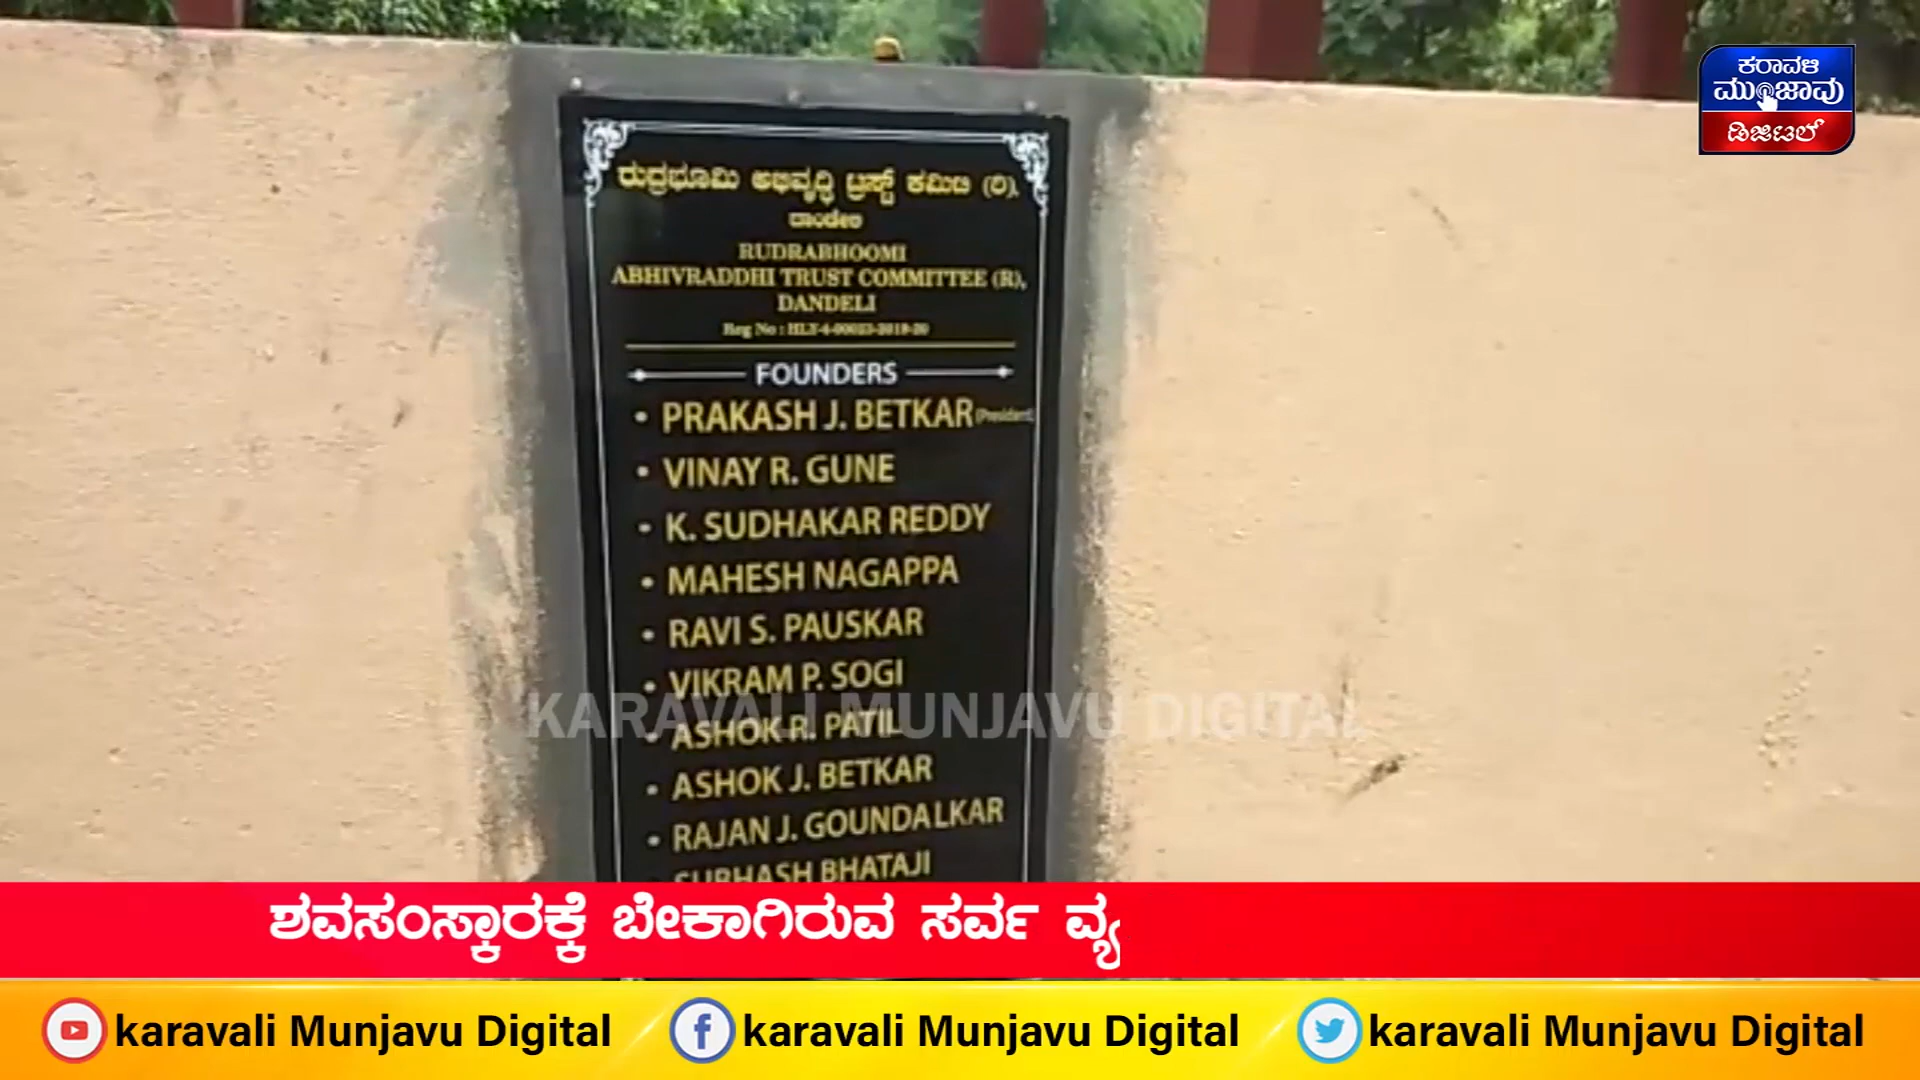 ಕರಾವಳಿ
ಮುಂಜಾವು
ಡಿಜಿಟಲ್
ರುದ್ರಭೂಮಿ ಅಭಿವೃದ್ಧಿ ಟ್ರಸ್ಟ್ ಕಮಿಟಿ (ರಿ),
ದಾಂಡೇಲಿ
RUDRABHOOMI
ABHIVRADDHI TRUST COMMITTEE (R),
DANDELI
Reg No : HLY-4-00023-2019-20
FOUNDERS
• PRAKASH J. BETKAR (President)
• VINAY R. GUNE
• K. SUDHAKAR REDDY
• MAHESH NAGAPPA
• RAVI S. PAUSKAR
• VIKRAM P. SOGI
KARAVALI MUNJAVU DIGITAL
• ASHOK R. PATIL
• ASHOK J. BETKAR
• RAJAN J. GOUNDALKAR
SUBHASH BHATAJI
ಶವಸಂಸ್ಕಾರಕ್ಕೆ ಬೇಕಾಗಿರುವ ಸರ್ವ ವ್ಯ
karavali Munjavu Digital karavali Munjavu Digital karavali Munjavu Digital